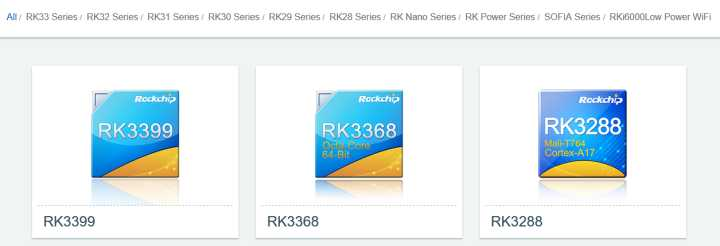 All / RK33 Series / RK32 Series / RK31 Series / RK30 Series / RK29 Series / RK28 Series / RK Nano Series / RK Power Series / SOFIA Series / RKi6000Low Power WiFi
Rockchip
RK3399
Rockchip
RK3368
Octa-Core
64-Bit
Rockchip
RK3288
Mali-T764
Cortex-A17
RK3399
RK3368
RK3288